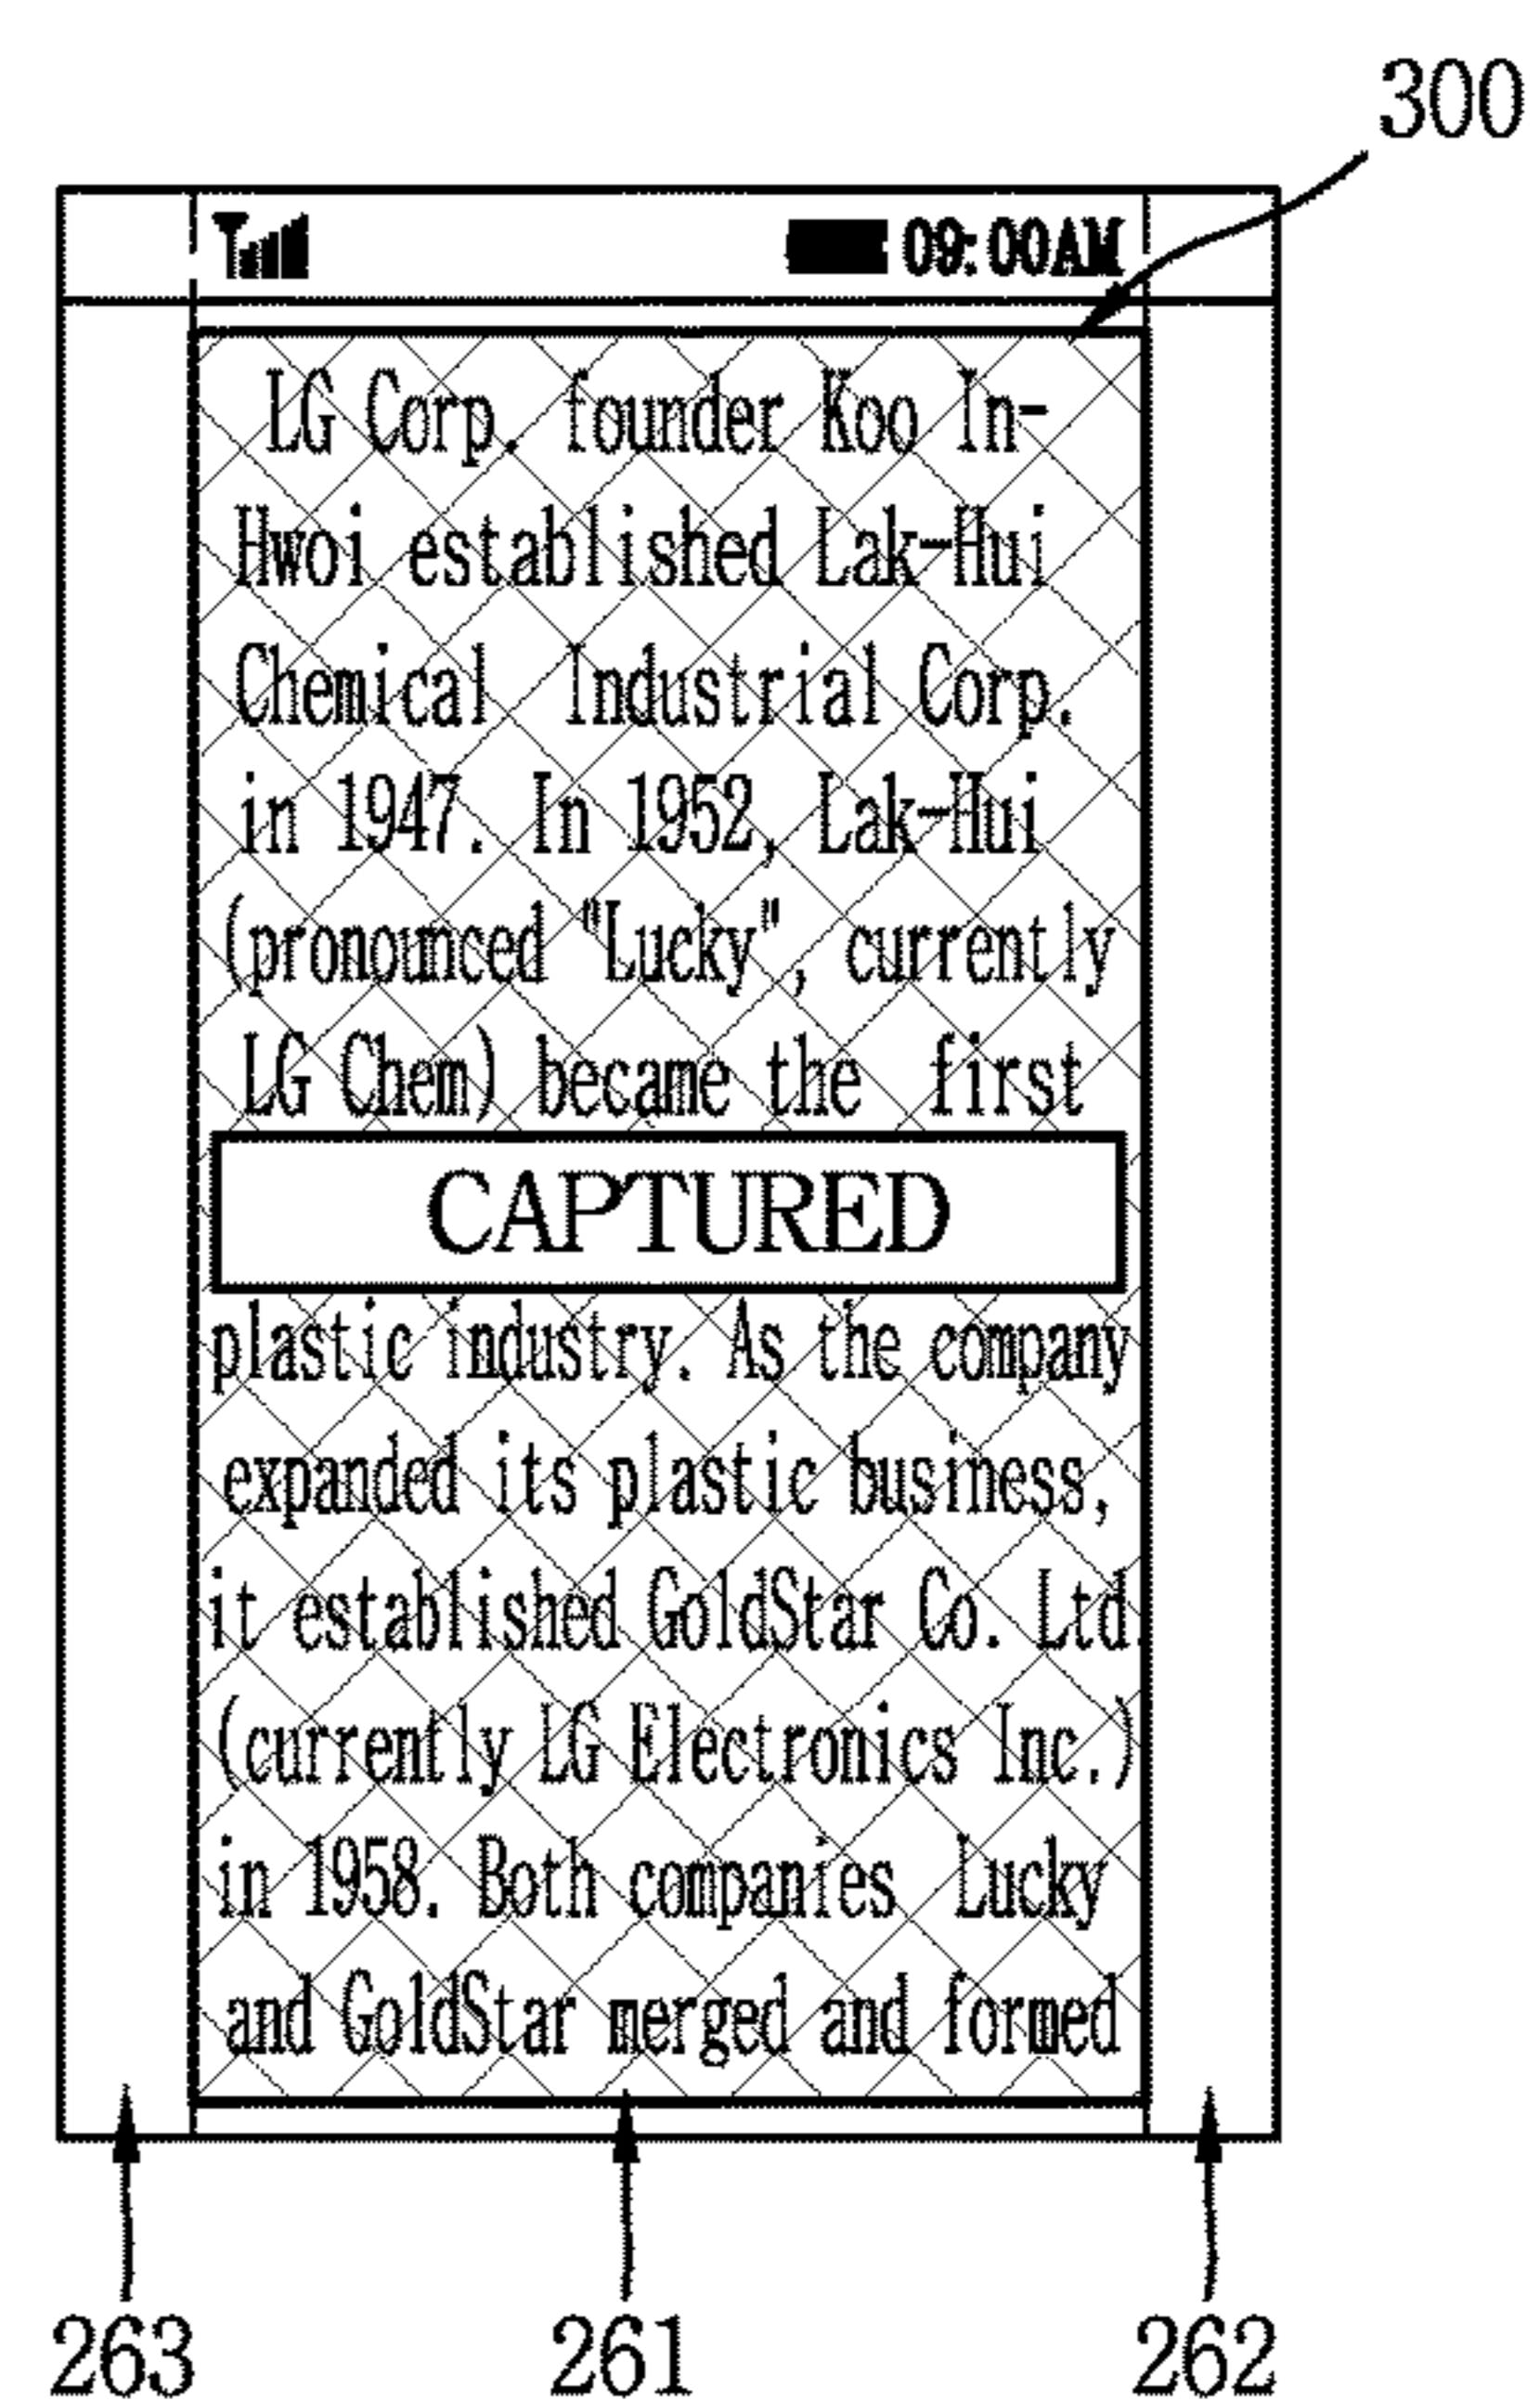 300
09:00AM
LG Corp. founder Koo In-
Hwoi established Lak-Hui
Chemical Industrial Corp.
in 1947. In 1952, Lak-Hui
(pronounced "Lucky", currently
LG Chem) became the first
CAPTURED
plastic industry. As the company
expanded its plastic business,
it established GoldStar Co. Ltd.
(currently LG Electronics Inc.)
in 1958. Both companies Lucky
and GoldStar merged and formed
263 261 262